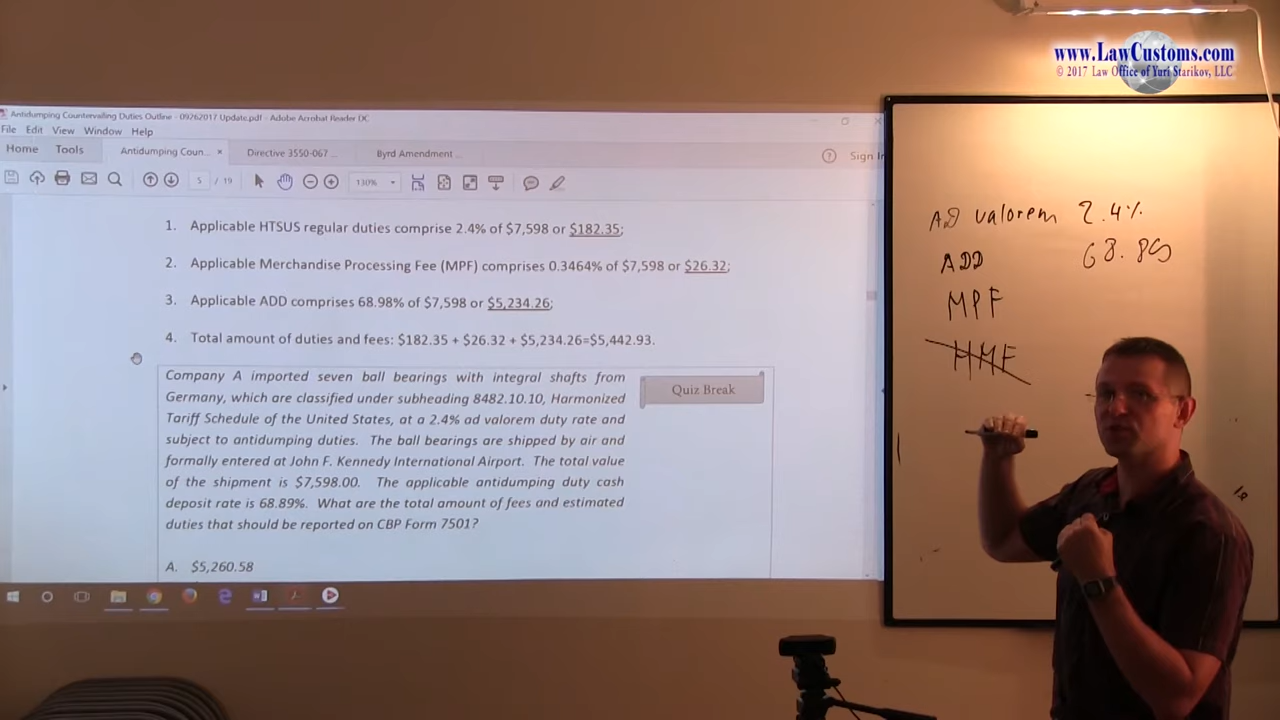 www.LawCustoms.com
© 2017 Law Office of Yuri Starikov, LLC
Antidumping Countervailing Duties Outline - 09262017 Update.pdf - Adobe Acrobat Reader DC
File Edit View Window Help
Home Tools Antidumping Coun... × Directive 3550-067 ... Byrd Amendment ... Sign In
5 / 19 130%
1. Applicable HTSUS regular duties comprise 2.4% of $7,598 or $182.35;
2. Applicable Merchandise Processing Fee (MPF) comprises 0.3464% of $7,598 or $26.32;
3. Applicable ADD comprises 68.98% of $7,598 or $5,234.26;
4. Total amount of duties and fees: $182.35 + $26.32 + $5,234.26=$5,442.93.
Company A imported seven ball bearings with integral shafts from
Germany, which are classified under subheading 8482.10.10, Harmonized
Tariff Schedule of the United States, at a 2.4% ad valorem duty rate and
subject to antidumping duties. The ball bearings are shipped by air and
formally entered at John F. Kennedy International Airport. The total value
of the shipment is $7,598.00. The applicable antidumping duty cash
deposit rate is 68.89%. What are the total amount of fees and estimated
duties that should be reported on CBP Form 7501?
Quiz Break
A. $5,260.58
AD valorem 2.4%
ADD 68.89
MPF
HMF